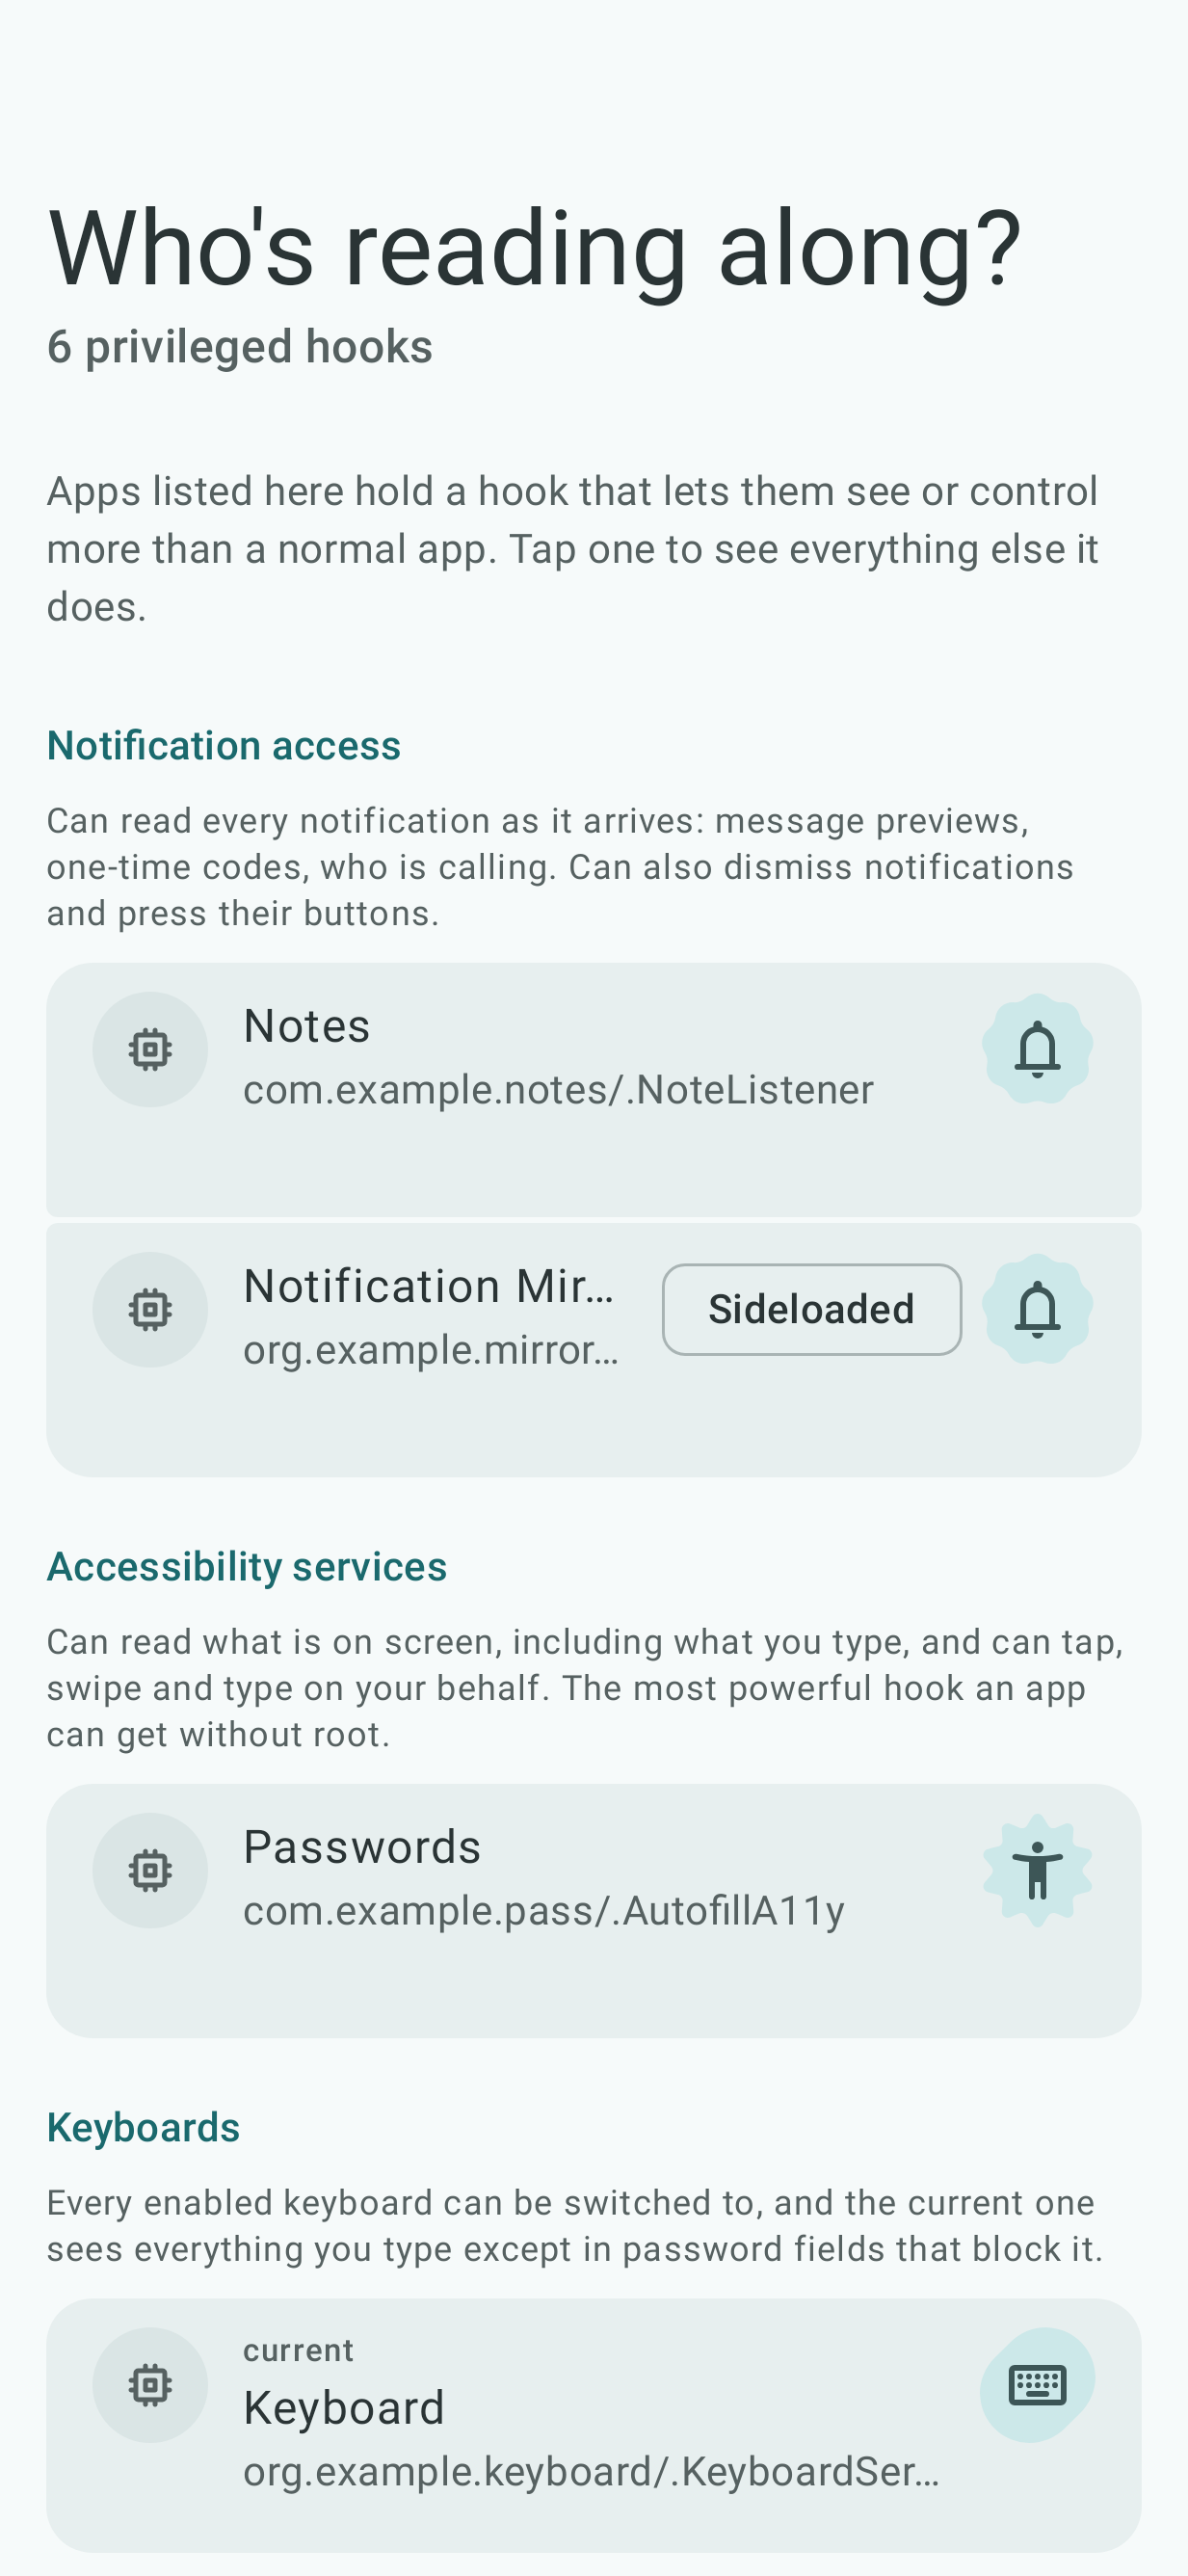 Who's reading along?
6 privileged hooks
Apps listed here hold a hook that lets them see or control
more than a normal app. Tap one to see everything else it
does.
Notification access
Can read every notification as it arrives: message previews,
one-time codes, who is calling. Can also dismiss notifications
and press their buttons.
Notes
com.example.notes/.NoteListener
Notification Mir…
Sideloaded
org.example.mirror…
Accessibility services
Can read what is on screen, including what you type, and can tap,
swipe and type on your behalf. The most powerful hook an app
can get without root.
Passwords
com.example.pass/.AutofillA11y
Keyboards
Every enabled keyboard can be switched to, and the current one
sees everything you type except in password fields that block it.
current
Keyboard
org.example.keyboard/.KeyboardSer…